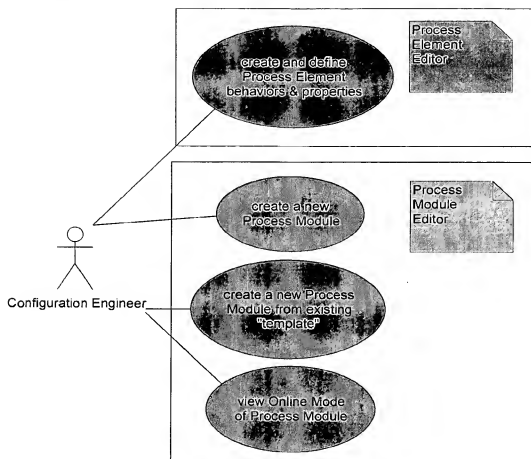 create and define
Process Element
behaviors & properties
Process
Element
Editor
create a new
Process Module
Process
Module
Editor
Configuration Engineer
create a new Process
Module from existing
"template"
view Online Mode
of Process Module